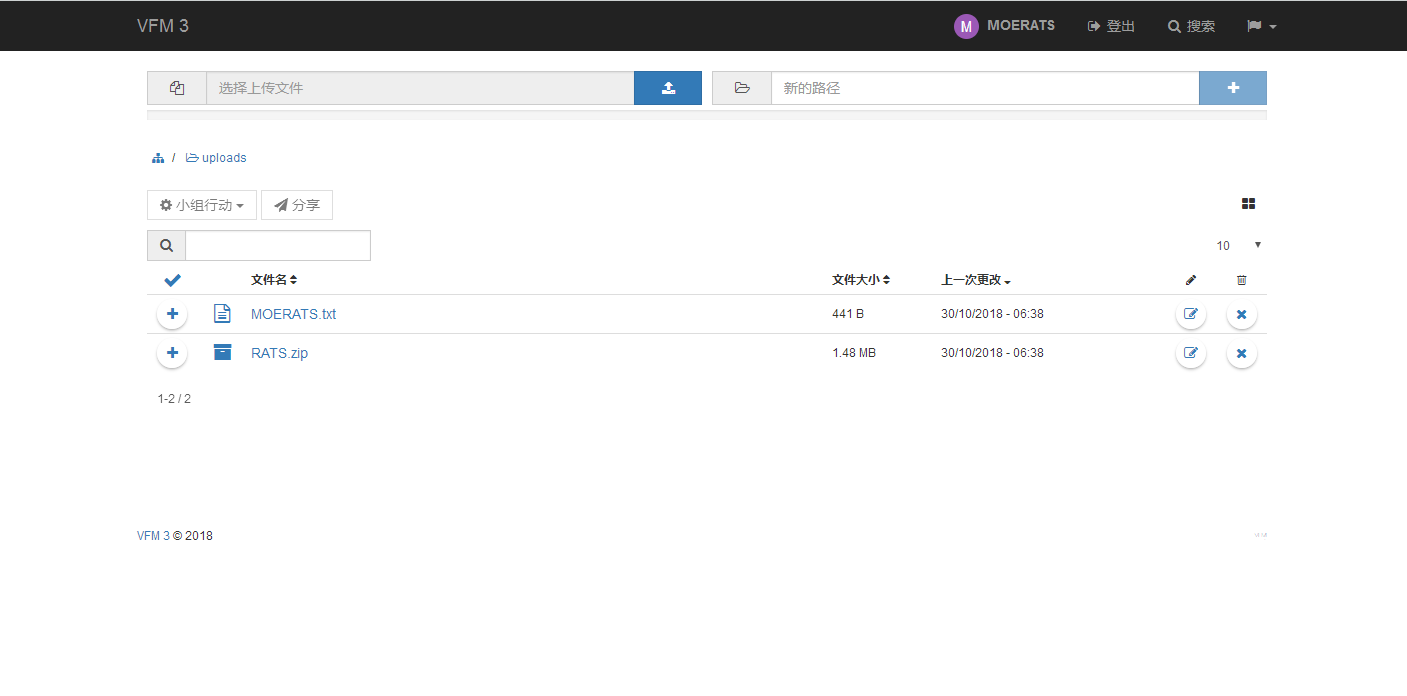 VFM 3 M MOERATS 登出 搜索
选择上传文件 新的路径
/ uploads
小组行动 分享
10
文件名 文件大小 上一次更改
MOERATS.txt 441 B 30/10/2018 - 06:38
RATS.zip 1.48 MB 30/10/2018 - 06:38
1-2 / 2
VFM 3 © 2018